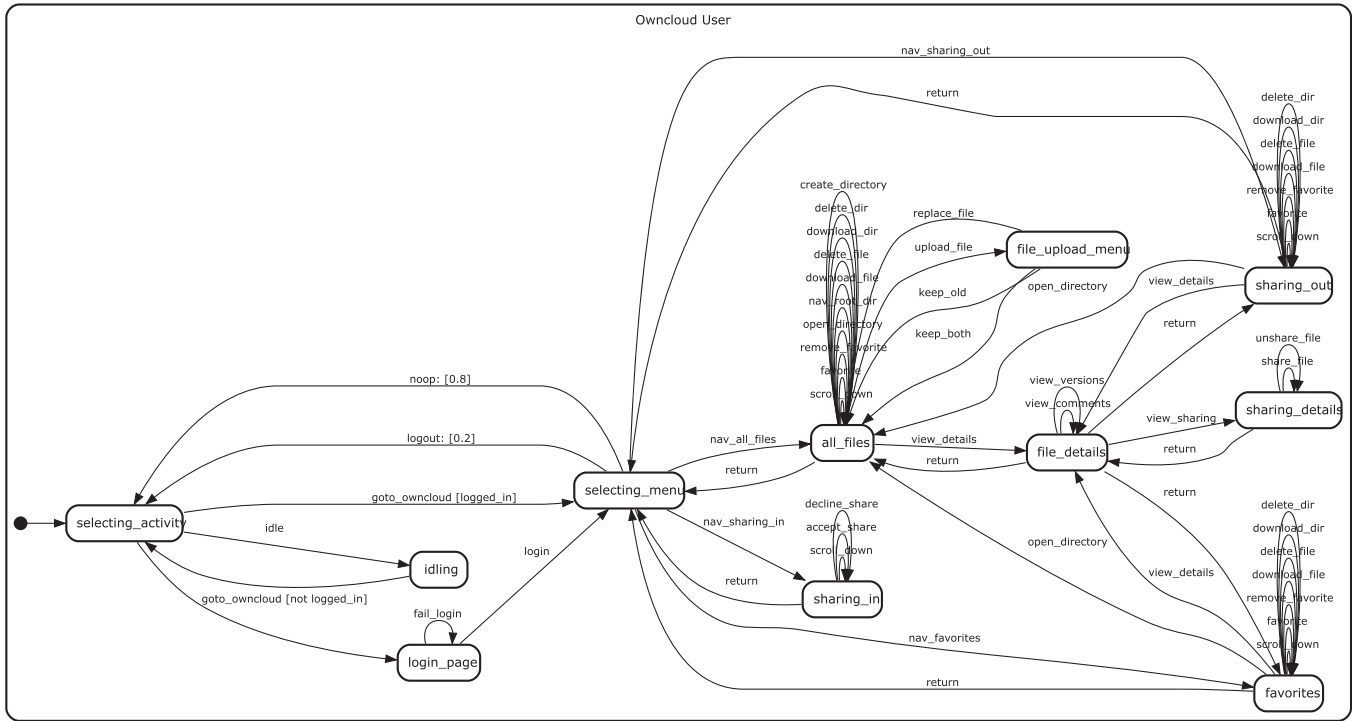 Owncloud User
nav_sharing_out
return
delete_dir
download_dir
delete_file
download_file
remove_favorite
favorite
scroll_down
sharing_out
create_directory
delete_dir
download_dir
delete_file
download_file
nav_root_dir
open_directory
remove_favorite
favorite
scroll_down
all_files
replace_file
upload_file
keep_old
keep_both
file_upload_menu
open_directory
view_details
return
unshare_file
share_file
sharing_details
view_versions
view_comments
file_details
view_sharing
return
view_details
return
noop: [0.8]
logout: [0.2]
nav_all_files
return
selecting_menu
goto_owncloud [logged_in]
selecting_activity
idle
idling
goto_owncloud [not logged_in]
login
fail_login
login_page
nav_sharing_in
return
decline_share
accept_share
scroll_down
sharing_in
open_directory
view_details
return
nav_favorites
return
delete_dir
download_dir
delete_file
download_file
remove_favorite
favorite
scroll_down
favorites